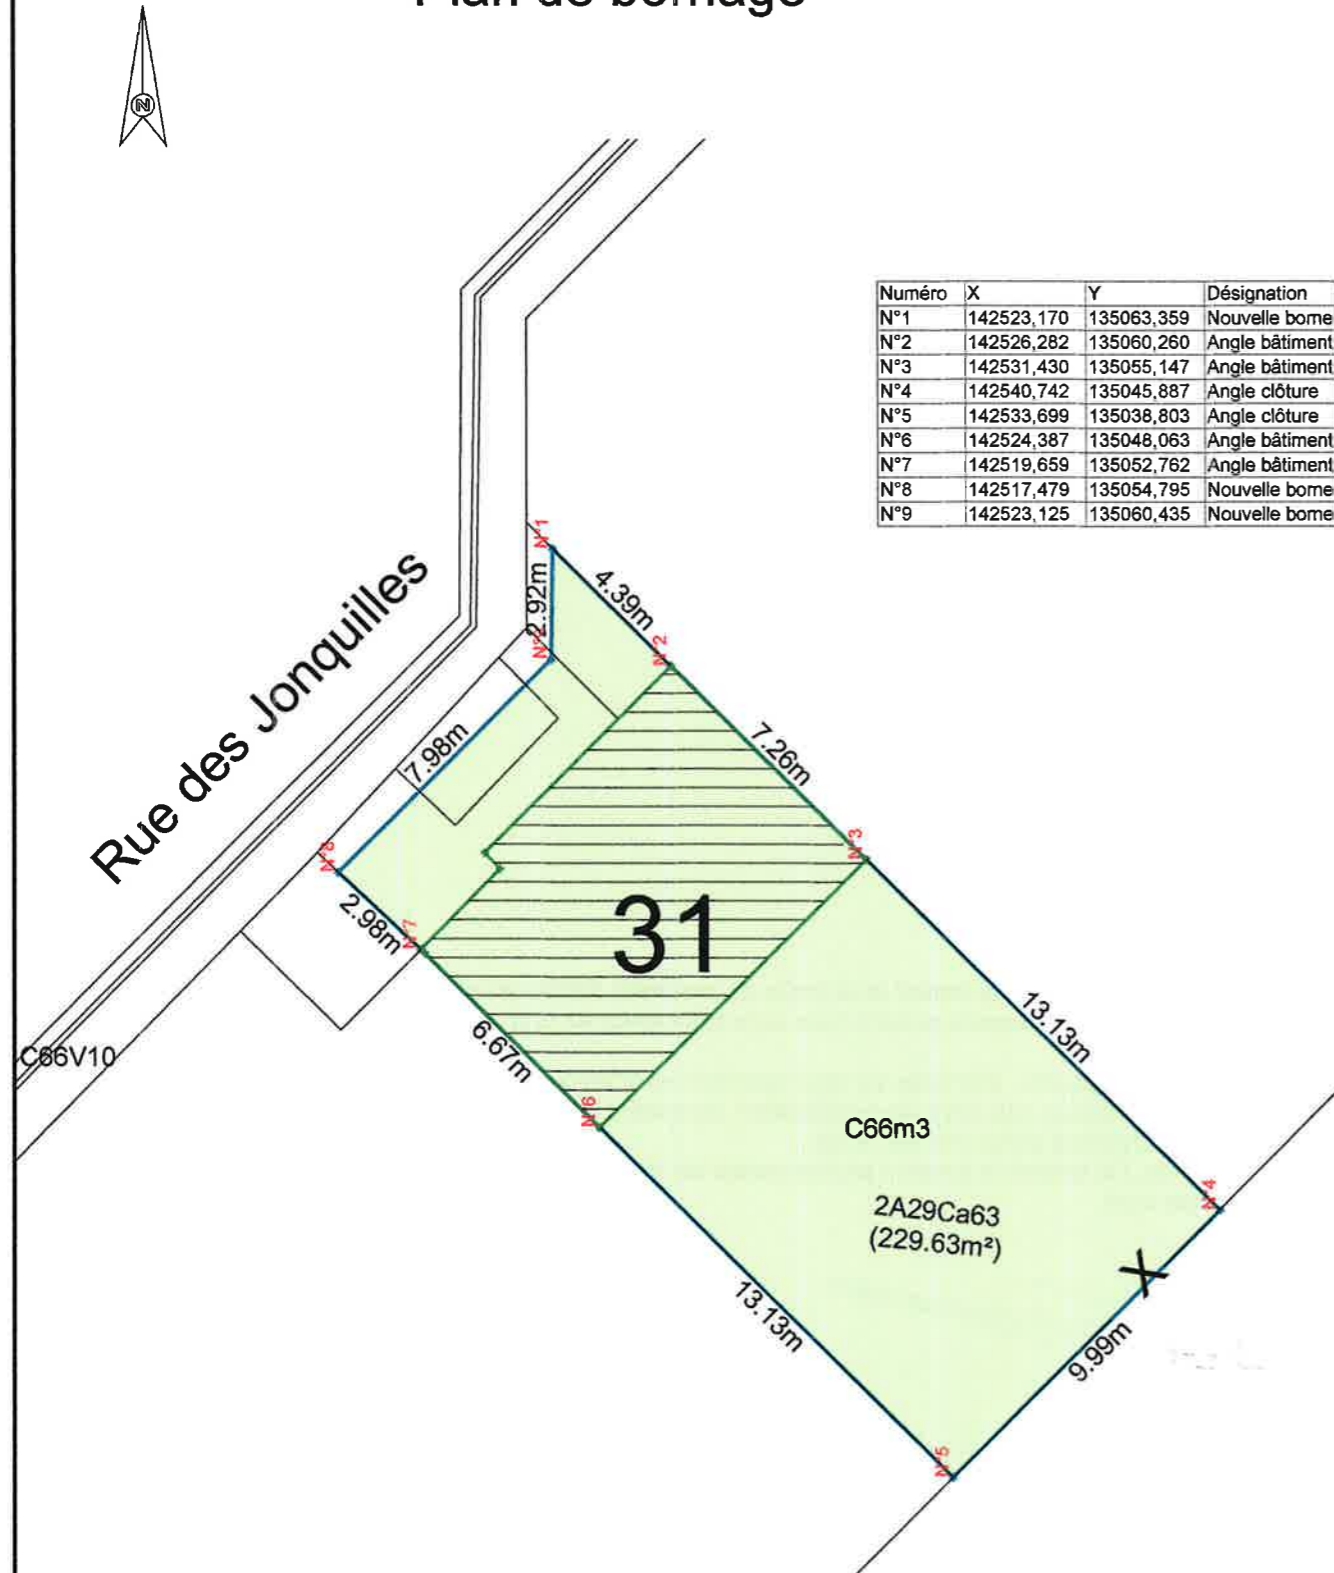 Plan de bornage
N
Numéro X Y Désignation
N°1 142523,170 135063,359 Nouvelle borne
N°2 142526,282 135060,260 Angle bâtiment
N°3 142531,430 135055,147 Angle bâtiment
N°4 142540,742 135045,887 Angle clôture
N°5 142533,699 135038,803 Angle clôture
N°6 142524,387 135048,063 Angle bâtiment
N°7 142519,659 135052,762 Angle bâtiment
N°8 142517,479 135054,795 Nouvelle borne
N°9 142523,125 135060,435 Nouvelle borne
N°1
2.92m
4.39m
N°2
Rue des Jonquilles
7.98m
7.26m
N°8
N°3
2.98m
N°7
31
13.13m
6.67m
C66V10
N°6
C66m3
2A29Ca63
(229.63m²)
N°4
X
13.13m
9.99m
N°5